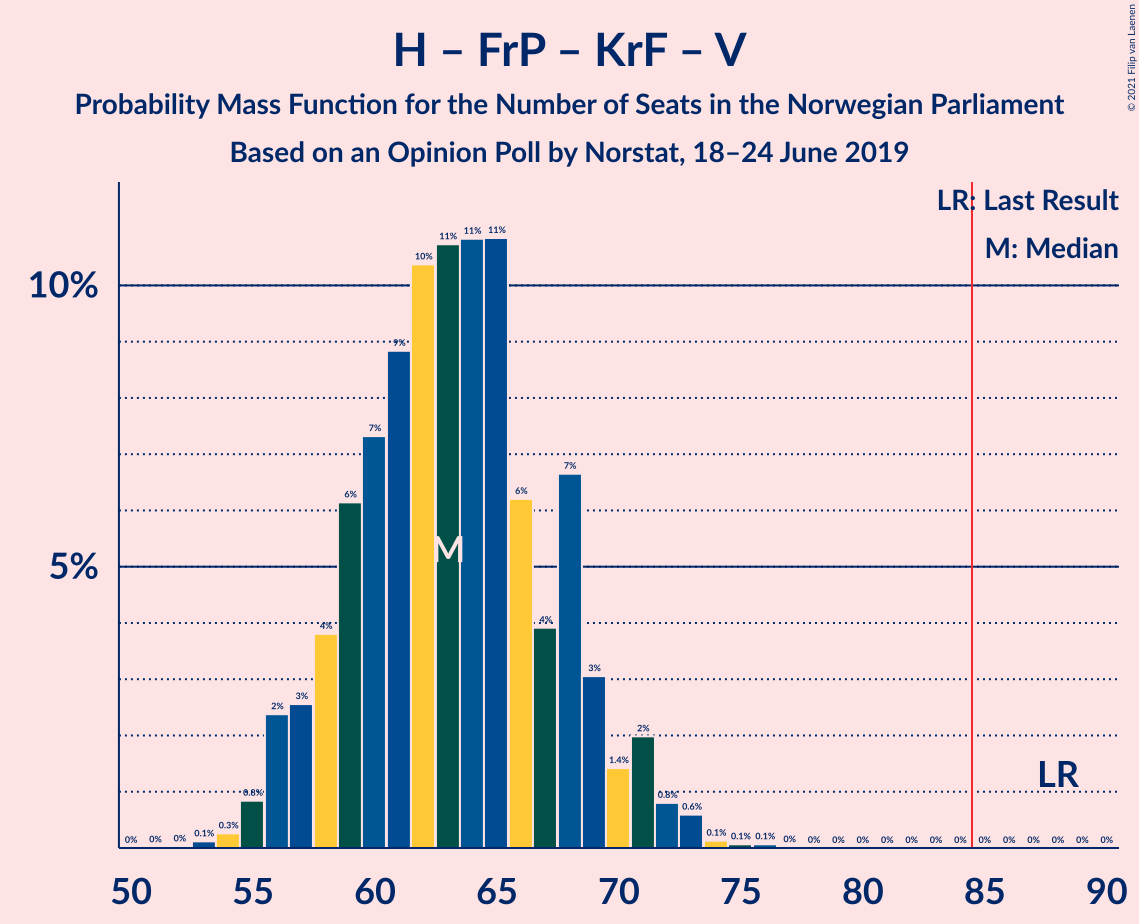 H – FrP – KrF – V
Probability Mass Function for the Number of Seats in the Norwegian Parliament
Based on an Opinion Poll by Norstat, 18–24 June 2019
© 2021 Filip van Laenen
LR: Last Result
M: Median
10%
5%
0% 0% 0% 0.1% 0.3% 0.8% 2% 3% 4% 6% 7% 9% 10% 11% 11% 11% 6% 4% 7% 3% 1.4% 2% 0.8% 0.6% 0.1% 0.1% 0.1% 0% 0% 0% 0% 0% 0% 0% 0% 0% 0% 0% 0% 0% 0%
M
LR
50 55 60 65 70 75 80 85 90